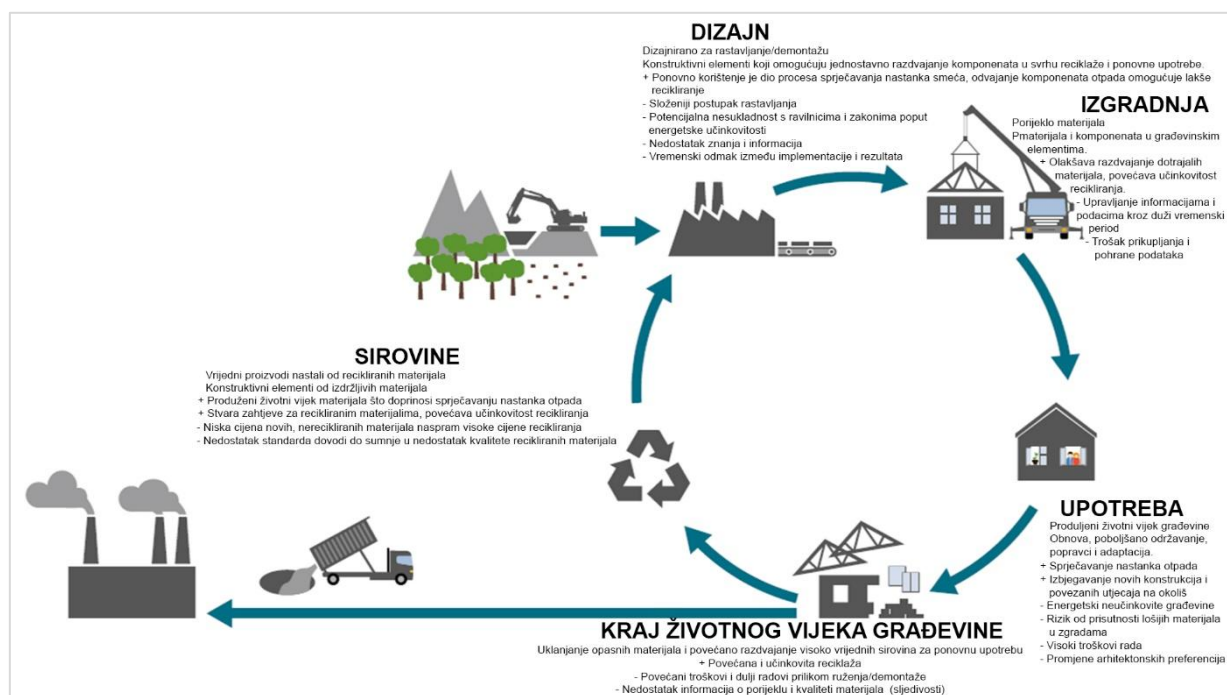 DIZAJN
Dizajnirano za rastavljanje/demontažu
Konstruktivni elementi koji omogućuju jednostavno razdvajanje komponenata u svrhu reciklaže i ponovne upotrebe.
+ Ponovno korištenje je dio procesa sprječavanja nastanka smeća, odvajanje komponenata otpada omogućuje lakše
recikliranje
- Složeniji postupak rastavljanja
- Potencijalna nesukladnost s ravilnicima i zakonima poput
energetske učinkovitosti
- Nedostatak znanja i informacija
- Vremenski odmak između implementacije i rezultata
IZGRADNJA
Porijeklo materijala
Pmaterijala i komponenata u građevinskim
elementima.
+ Olakšava razdvajanje dotrajalih
materijala, povećava učinkovitost
recikliranja.
- Upravljanje informacijama i
podacima kroz duži vremenski
period
- Trošak prikupljanja i
pohrane podataka
SIROVINE
Vrijedni proizvodi nastali od recikliranih materijala
Konstruktivni elementi od izdržljivih materijala
+ Produženi životni vijek materijala što doprinosi sprječavanju nastanka otpada
+ Stvara zahtjeve za recikliranim materijalima, povećava učinkovitost recikliranja
- Niska cijena novih, nerecikliranih materijala naspram visoke cijene recikliranja
- Nedostatak standarda dovodi do sumnje u nedostatak kvalitete recikliranih materijala
UPOTREBA
Produljeni životni vijek građevine
Obnova, poboljšano održavanje,
popravci i adaptacija.
+ Sprječavanje nastanka otpada
+ Izbjegavanje novih konstrukcija i
povezanih utjecaja na okoliš
- Energetski neučinkovite građevine
- Rizik od prisutnosti lošijih materijala
u zgradama
- Visoki troškovi rada
- Promjene arhitektonskih preferencija
KRAJ ŽIVOTNOG VIJEKA GRAĐEVINE
Uklanjanje opasnih materijala i povećano razdvajanje visoko vrijednih sirovina za ponovnu upotrebu
+ Povećana i učinkovita reciklaža
- Povećani troškovi i dulji radovi prilikom ruženja/demontaže
- Nedostatak informacija o porijeklu i kvaliteti materijala (sljedivosti)